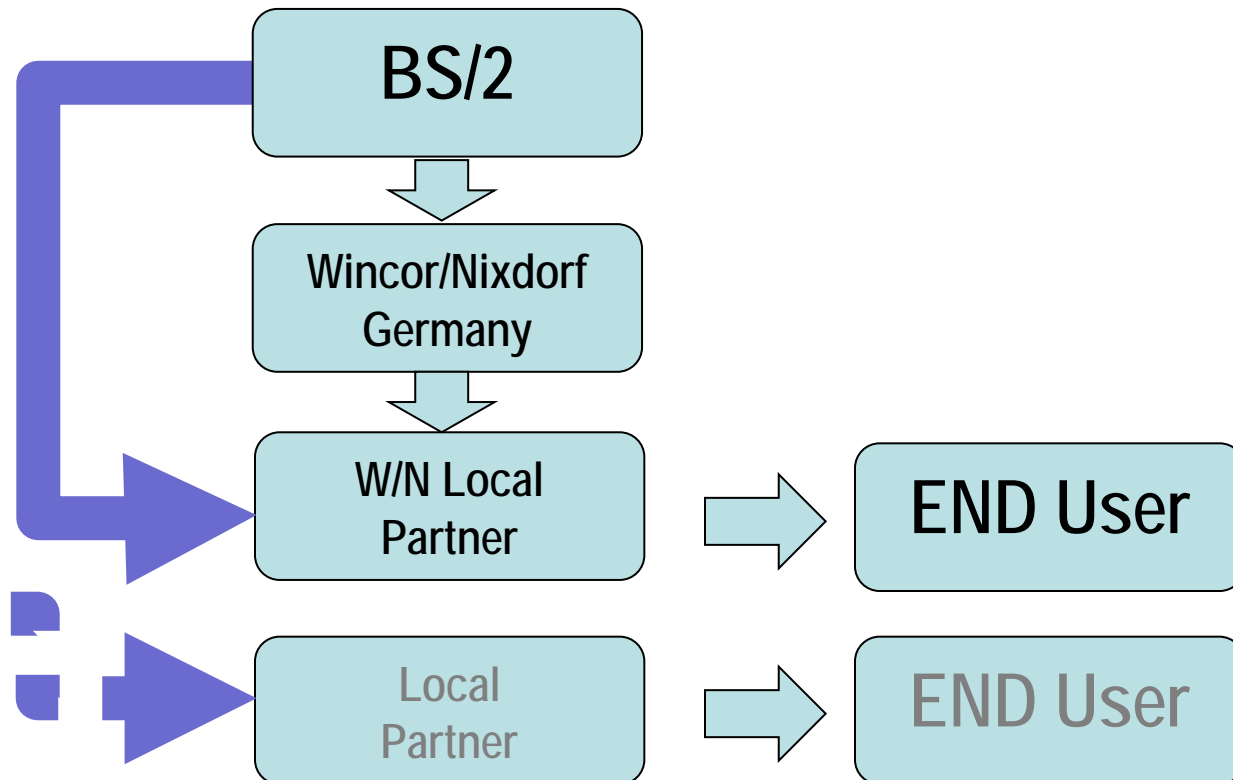 BS/2
Wincor/Nixdorf
Germany
W/N Local
Partner
END User
Local
Partner
END User